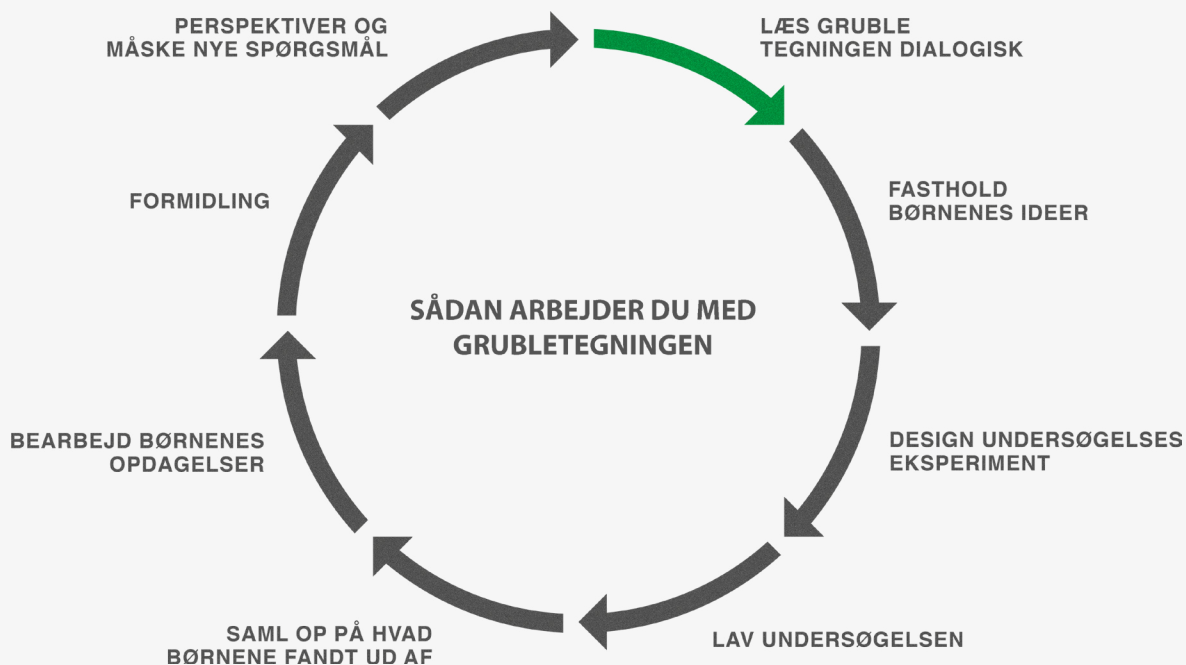 SÅDAN ARBEJDER DU MED
GRUBLETEGNINGEN
LÆS GRUBLE
TEGNINGEN DIALOGISK
FASTHOLD
BØRNENES IDEER
DESIGN UNDERSØGELSES
EKSPERIMENT
LAV UNDERSØGELSEN
SAML OP PÅ HVAD
BØRNENE FANDT UD AF
BEARBEJD BØRNENES
OPDAGELSER
FORMIDLING
PERSPEKTIVER OG
MÅSKE NYE SPØRGSMÅL